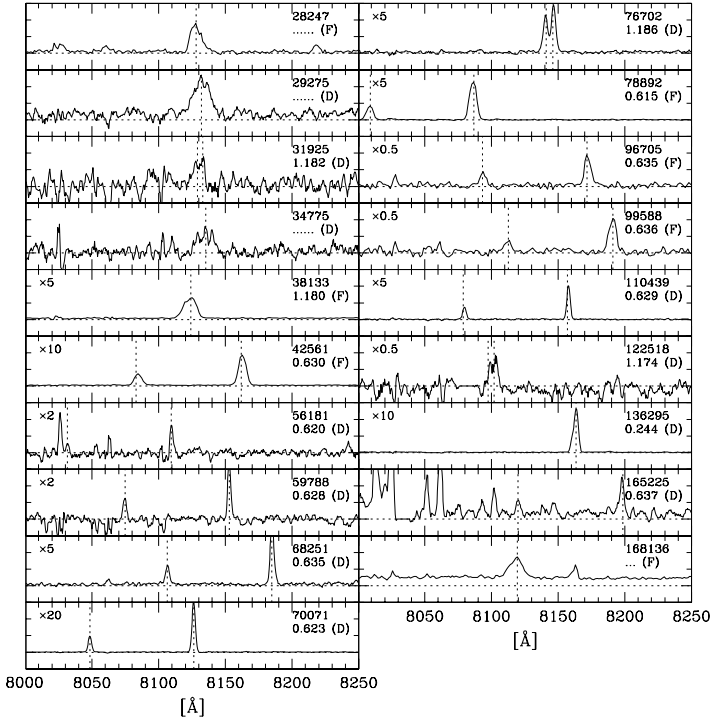 28247
..... (F)
29275
..... (D)
31925
1.182 (D)
34775
..... (D)
×5
38133
1.180 (F)
×10
42561
0.630 (F)
×2
56181
0.620 (D)
×2
59788
0.628 (D)
×5
68251
0.635 (D)
×20
70071
0.623 (D)
8000 8050 8100 8150 8200 8250
[Å]
×5
76702
1.186 (D)
×5
78892
0.615 (F)
×0.5
96705
0.635 (F)
×0.5
99588
0.636 (F)
×5
110439
0.629 (D)
×0.5
122518
1.174 (D)
×10
136295
0.244 (D)
165225
0.637 (D)
168136
... (F)
8050 8100 8150 8200 8250
[Å]